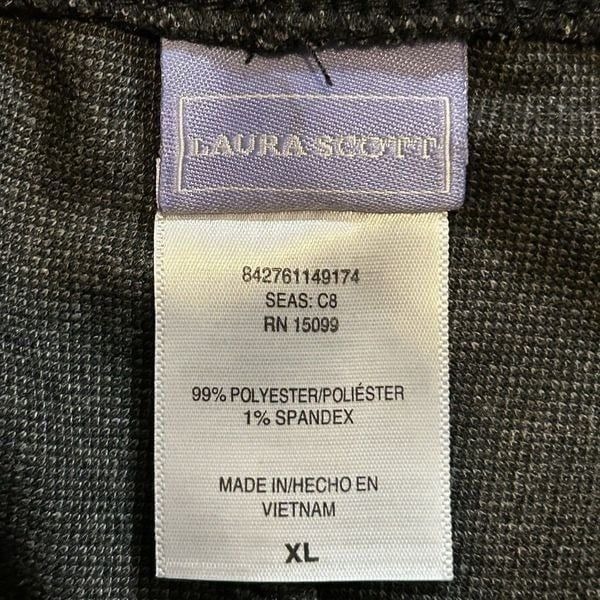 LAURA SCOTT
842761149174
SEAS: C8
RN 15099
99% POLYESTER/POLIÉSTER
1% SPANDEX
MADE IN/HECHO EN
VIETNAM
XL